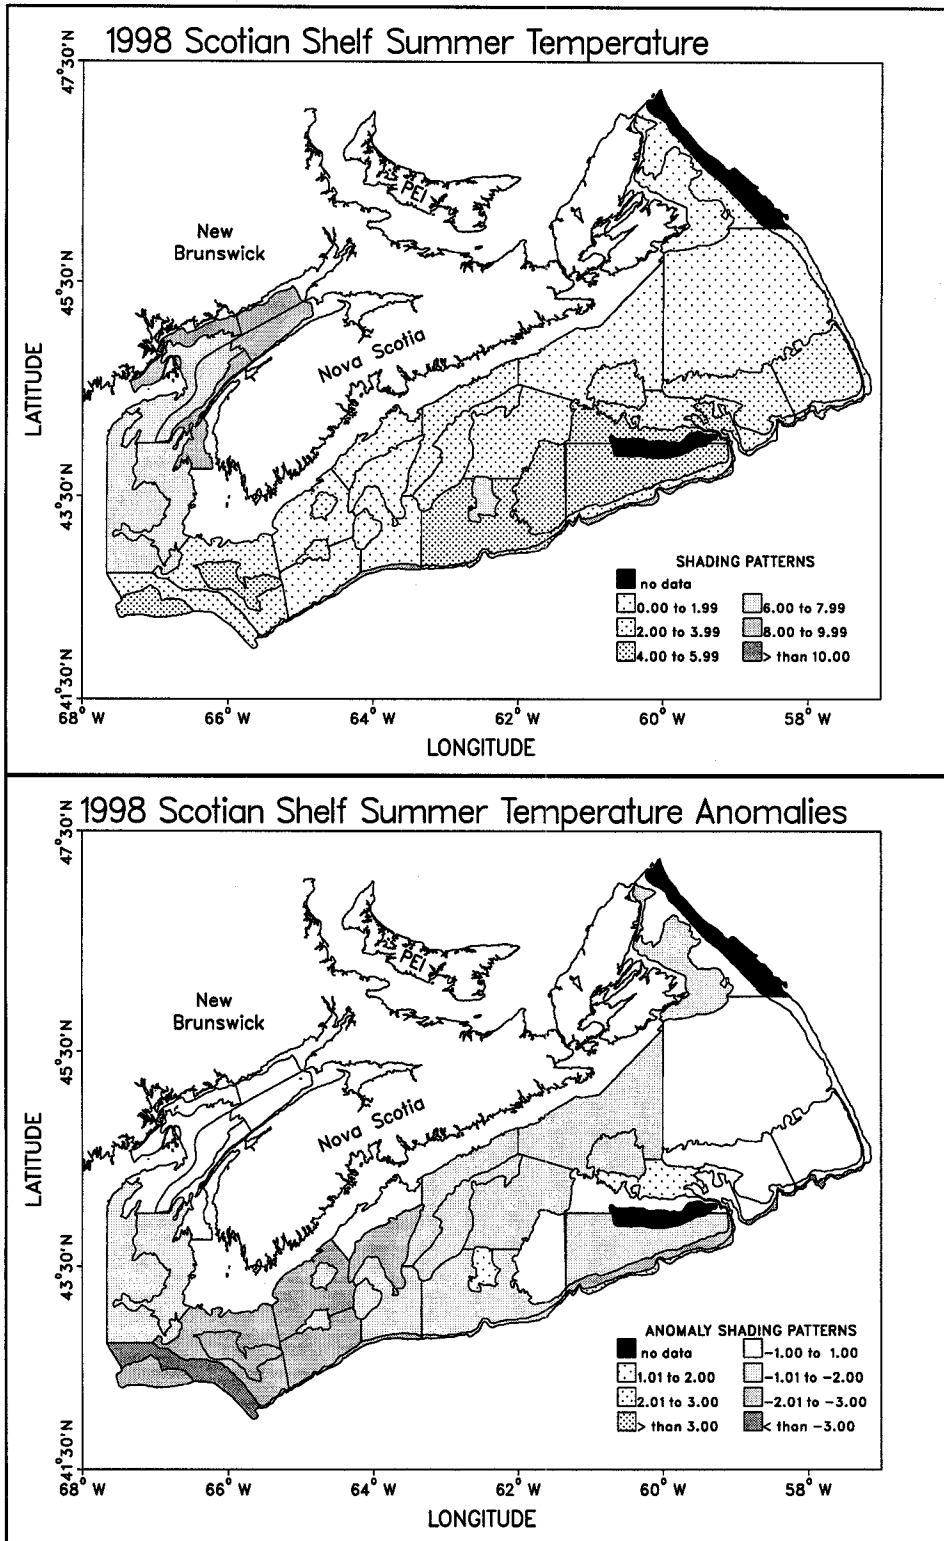 1998 Scotian Shelf Summer Temperature
47°30'N
45°30'N
43°30'N
41°30'N
LATITUDE
PEI
New
Brunswick
Nova Scotia
SHADING PATTERNS
no data
0.00 to 1.99
6.00 to 7.99
2.00 to 3.99
8.00 to 9.99
4.00 to 5.99
> than 10.00
68° W
66° W
64° W
62° W
60° W
58° W
LONGITUDE
1998 Scotian Shelf Summer Temperature Anomalies
47°30'N
45°30'N
43°30'N
41°30'N
LATITUDE
PEI
New
Brunswick
Nova Scotia
ANOMALY SHADING PATTERNS
no data
-1.00 to 1.00
1.01 to 2.00
-1.01 to -2.00
2.01 to 3.00
-2.01 to -3.00
> than 3.00
< than -3.00
68° W
66° W
64° W
62° W
60° W
58° W
LONGITUDE